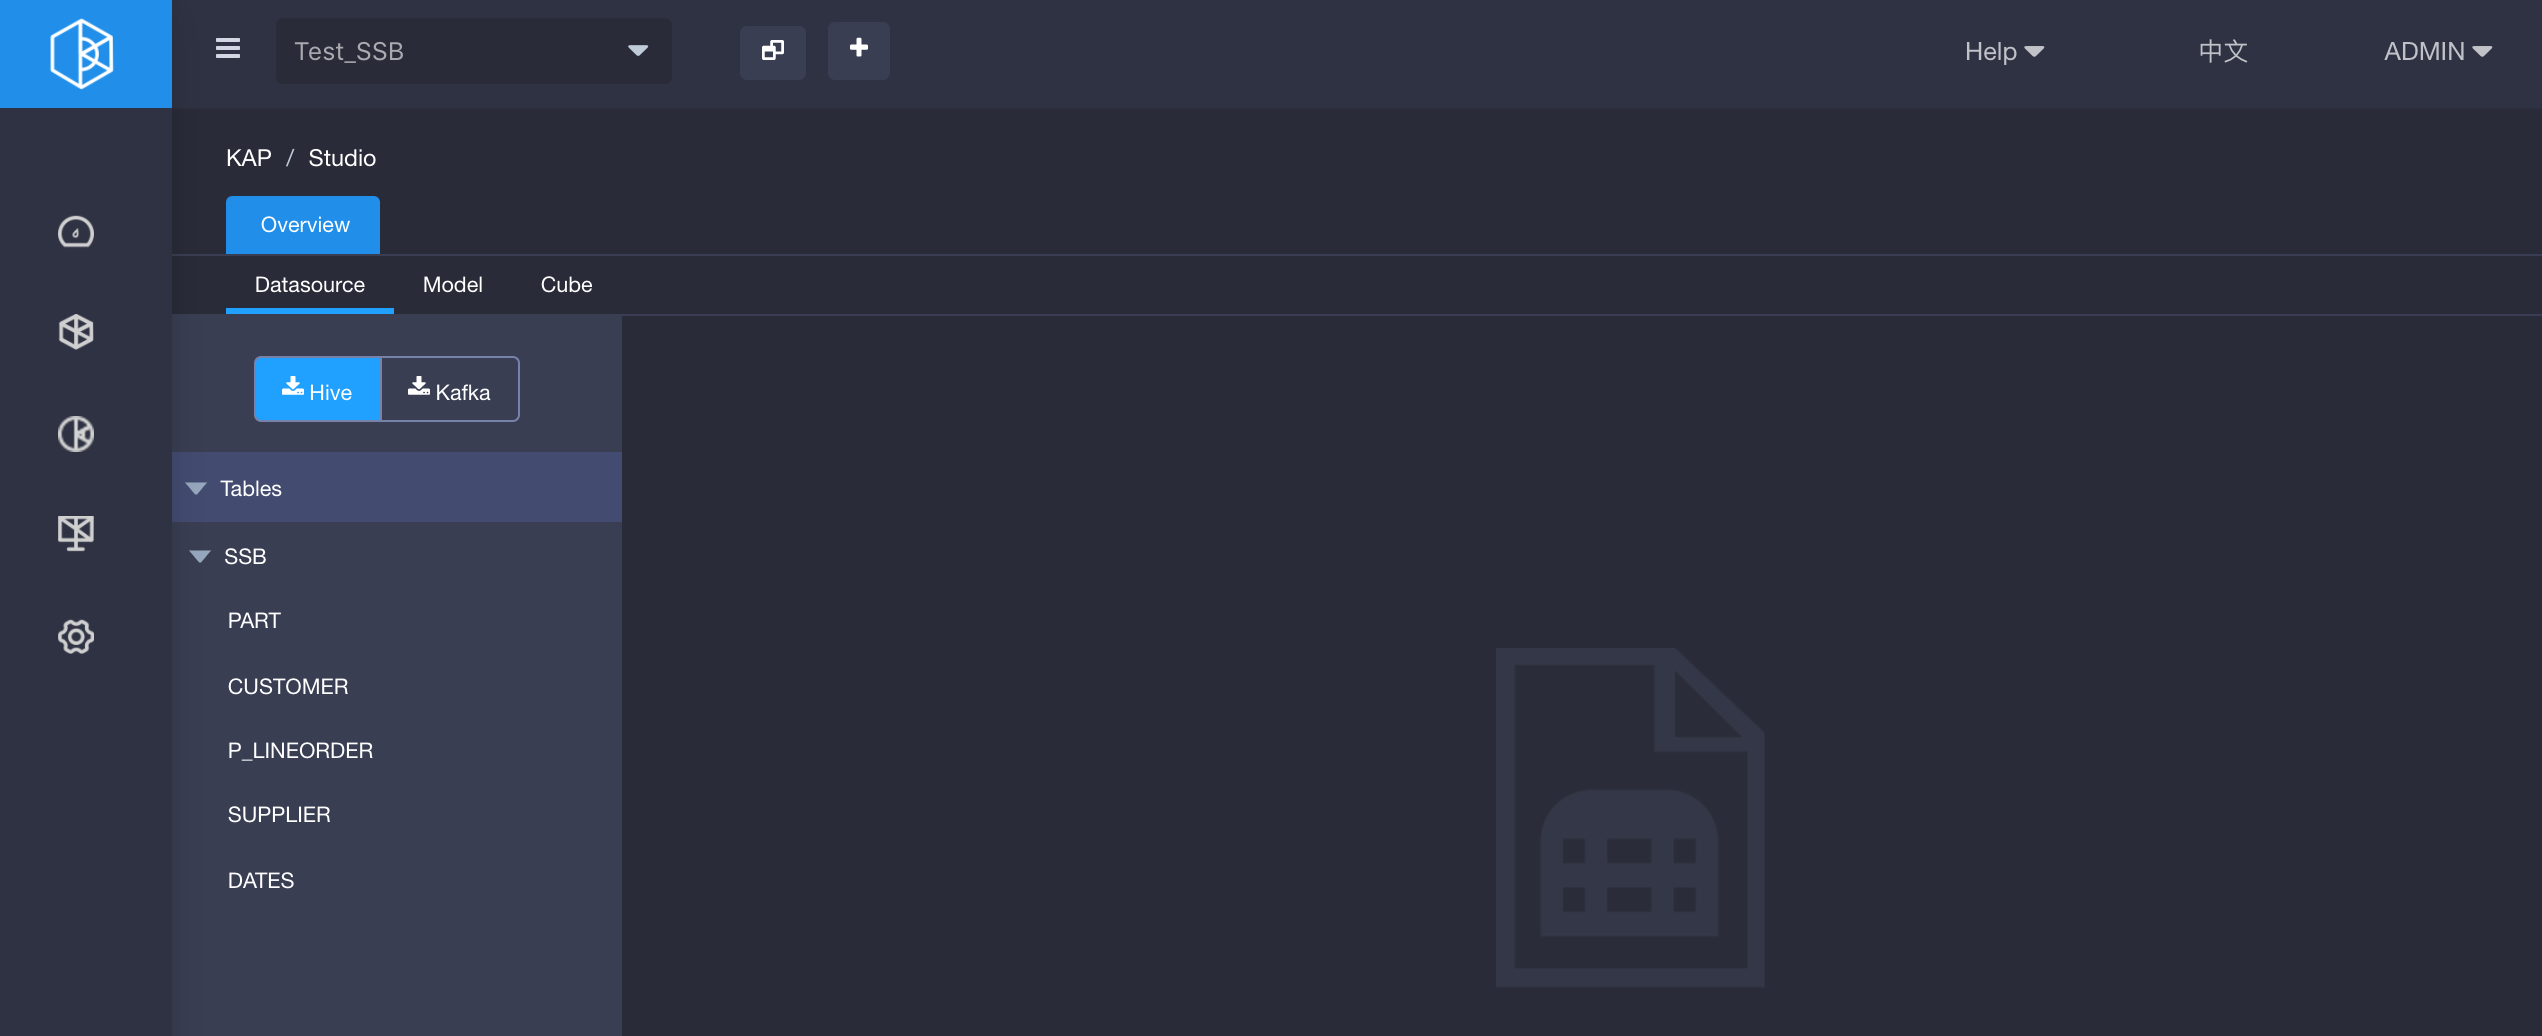 Test_SSB
Help
中文
ADMIN
KAP / Studio
Overview
Datasource Model Cube
Hive Kafka
Tables
SSB
PART
CUSTOMER
P_LINEORDER
SUPPLIER
DATES